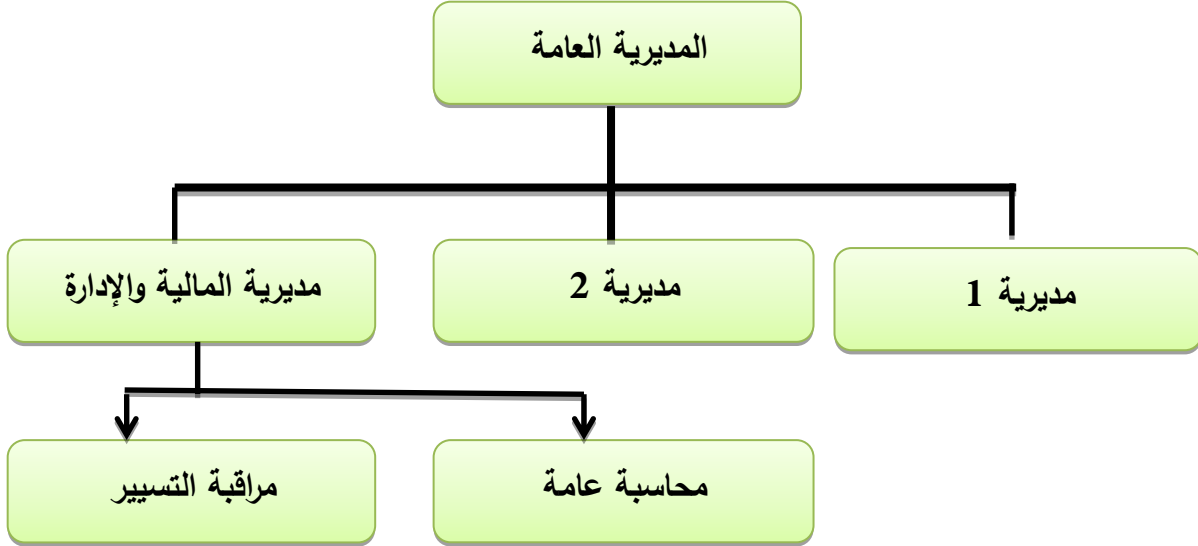 المديرية العامة
مديرية 1
مديرية 2
مديرية المالية والإدارة
محاسبة عامة
مراقبة التسيير